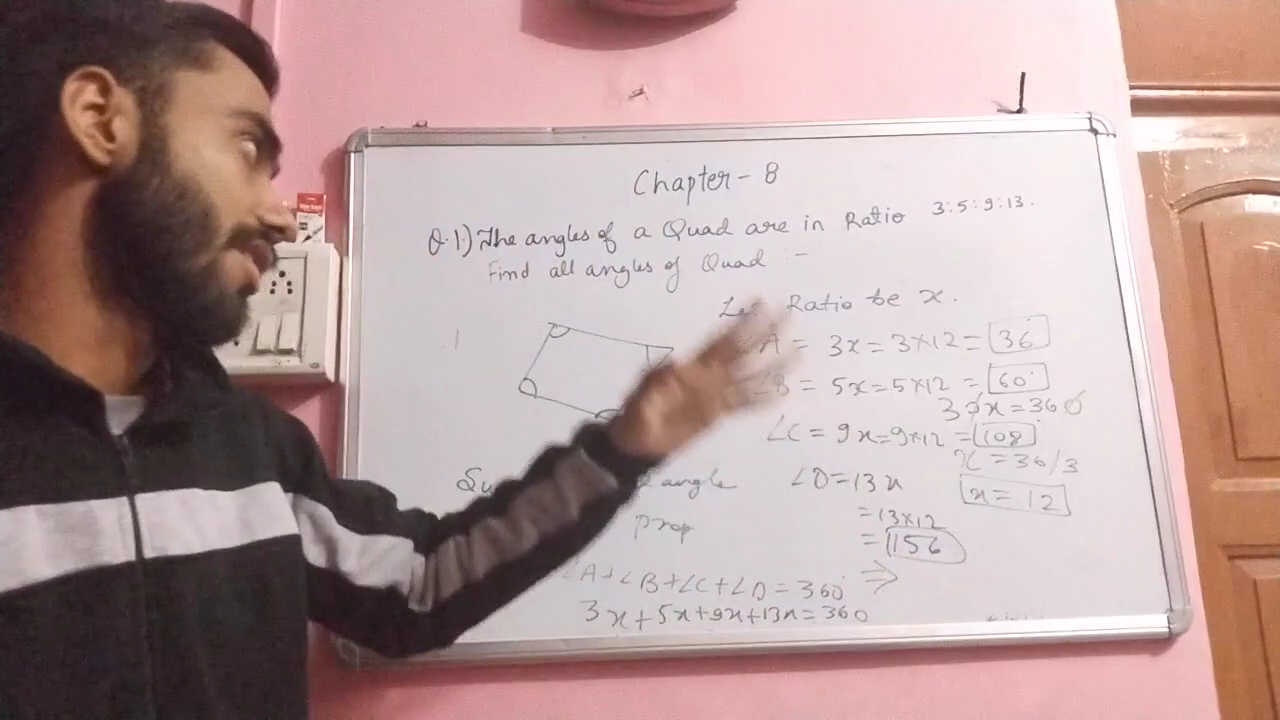 Chapter - 8
Q.1.) The angles of a Quad are in Ratio 3:5:9:13.
Find all angles of Quad :-
Let Ratio be x.
A = 3x = 3×12 = 36°
∠B = 5x = 5×12 = 60°
30x = 360
∠C = 9x = 9×12 = 108
x = 36/3
x = 12
∠D = 13x
= 13×12
= 156
angle
prop
∠A + ∠B + ∠C + ∠D = 360° ⇒
3x + 5x + 9x + 13x = 360